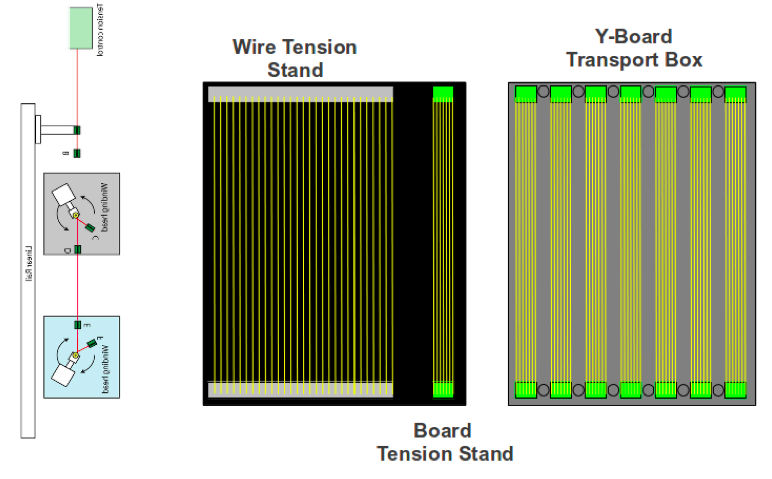 Tension control
B
Winding head
C
D
Linear Rail
E
F
Winding head
Wire Tension
Stand
Board
Tension Stand
Y-Board
Transport Box